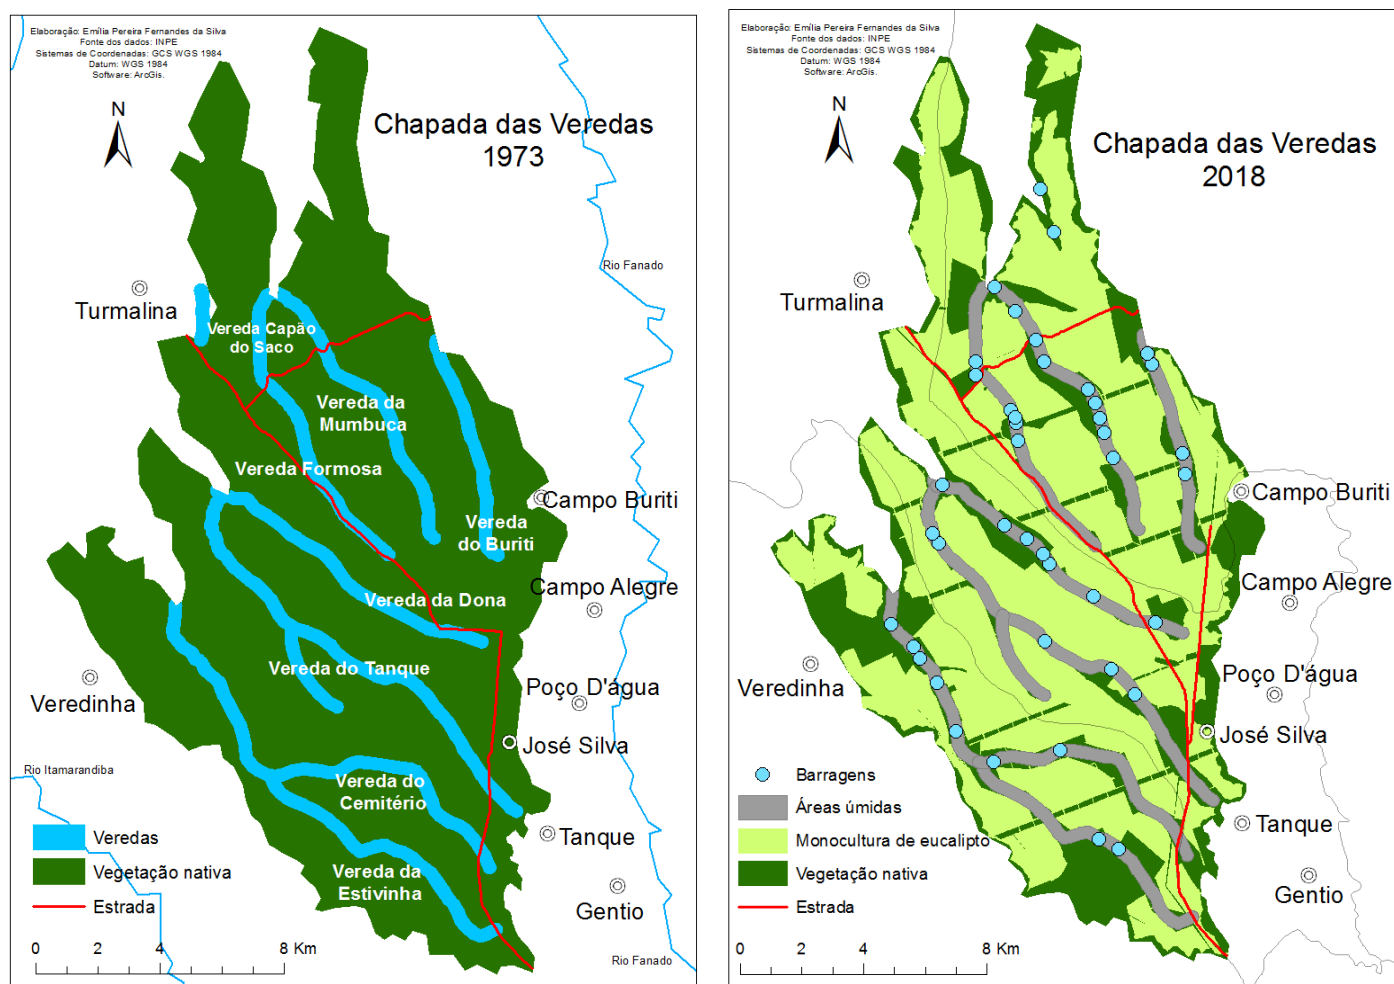 Elaboração: Emília Pereira Fernandes da Silva
Fonte dos dados: INPE
Sistemas de Coordenadas: GCS WGS 1984
Datum: WGS 1984
Software: ArcGis.
N
Chapada das Veredas
1973
Rio Fanado
Turmalina
Vereda Capão
do Saco
Vereda da
Mumbuca
Vereda Formosa
Campo Buriti
Vereda
do Buriti
Campo Alegre
Vereda da Dona
Vereda do Tanque
Veredinha
Poço D'água
José Silva
Rio Itamarandiba
Vereda do
Cemitério
Tanque
Vereda da
Estivinha
Gentio
Veredas
Vegetação nativa
Estrada
0 2 4 8 Km
Rio Fanado
Elaboração: Emília Pereira Fernandes da Silva
Fonte dos dados: INPE
Sistemas de Coordenadas: GCS WGS 1984
Datum: WGS 1984
Software: ArcGis.
N
Chapada das Veredas
2018
Turmalina
Campo Buriti
Campo Alegre
Veredinha
Poço D'água
José Silva
Tanque
Gentio
Barragens
Áreas úmidas
Monocultura de eucalipto
Vegetação nativa
Estrada
0 2 4 8 Km